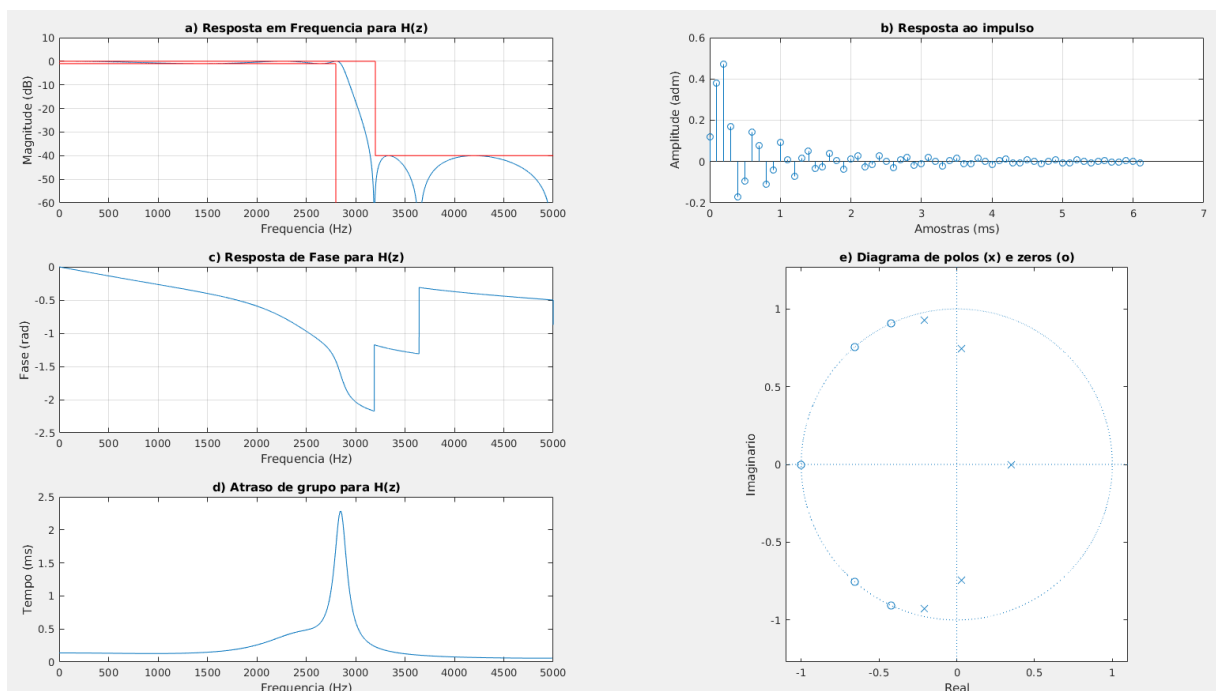 a) Resposta em Frequencia para H(z)
Magnitude (dB)
10
0
-10
-20
-30
-40
-50
-60
0 500 1000 1500 2000 2500 3000 3500 4000 4500 5000
Frequencia (Hz)
b) Resposta ao impulso
Amplitude (adm)
0.6
0.4
0.2
0
-0.2
0 1 2 3 4 5 6 7
Amostras (ms)
c) Resposta de Fase para H(z)
Fase (rad)
0
-0.5
-1
-1.5
-2
-2.5
0 500 1000 1500 2000 2500 3000 3500 4000 4500 5000
Frequencia (Hz)
d) Atraso de grupo para H(z)
Tempo (ms)
2.5
2
1.5
1
0.5
0
0 500 1000 1500 2000 2500 3000 3500 4000 4500 5000
Frequencia (Hz)
e) Diagrama de polos (x) e zeros (o)
Imaginario
1
0.5
0
-0.5
-1
-1 -0.5 0 0.5 1
Real